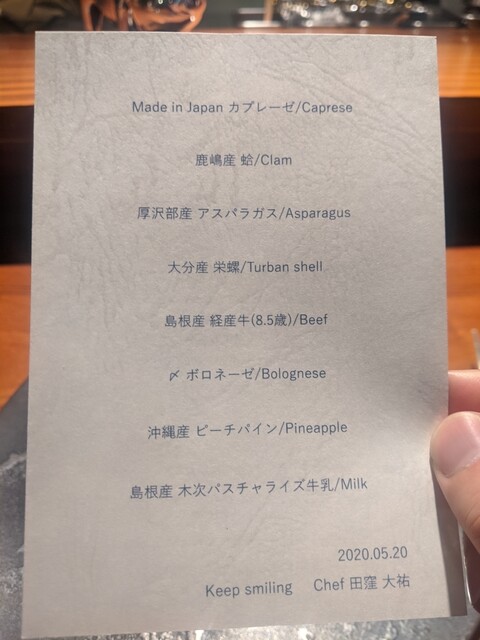 Made in Japan カプレーゼ/Caprese
鹿嶋産 蛤/Clam
厚沢部産 アスパラガス/Asparagus
大分産 栄螺/Turban shell
島根産 経産牛(8.5歳)/Beef
〆 ボロネーゼ/Bolognese
沖縄産 ピーチパイン/Pineapple
島根産 木次パスチャライズ牛乳/Milk
2020.05.20
Keep smiling Chef 田窪 大祐